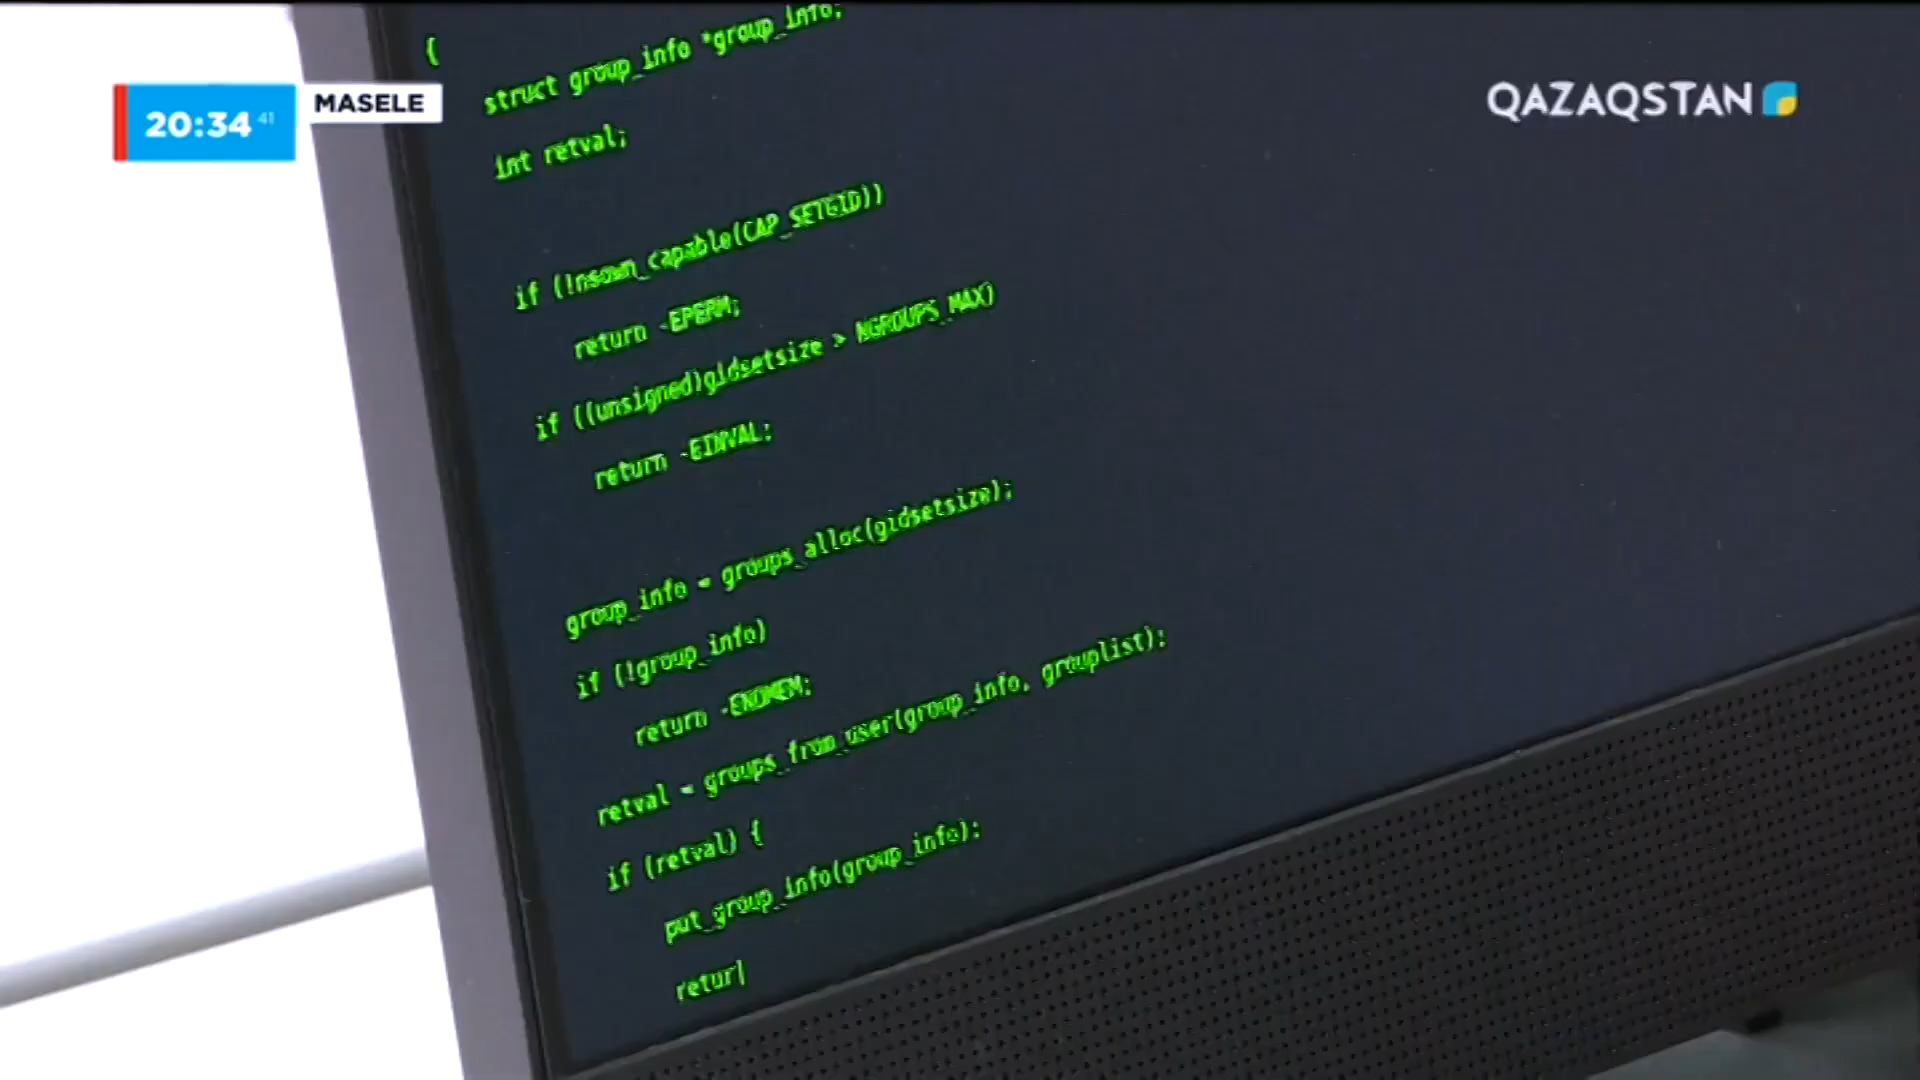 20:34 41
MASELE
QAZAQSTAN
{
struct group_info *group_info;
int retval;
if (!nsown_capable(CAP_SETGID))
return -EPERM;
if ((unsigned)gidsetsize > NGROUPS_MAX)
return -EINVAL;
group_info = groups_alloc(gidsetsize);
if (!group_info)
return -ENOMEM;
retval = groups_from_user(group_info, grouplist);
if (retval) {
put_group_info(group_info);
retur